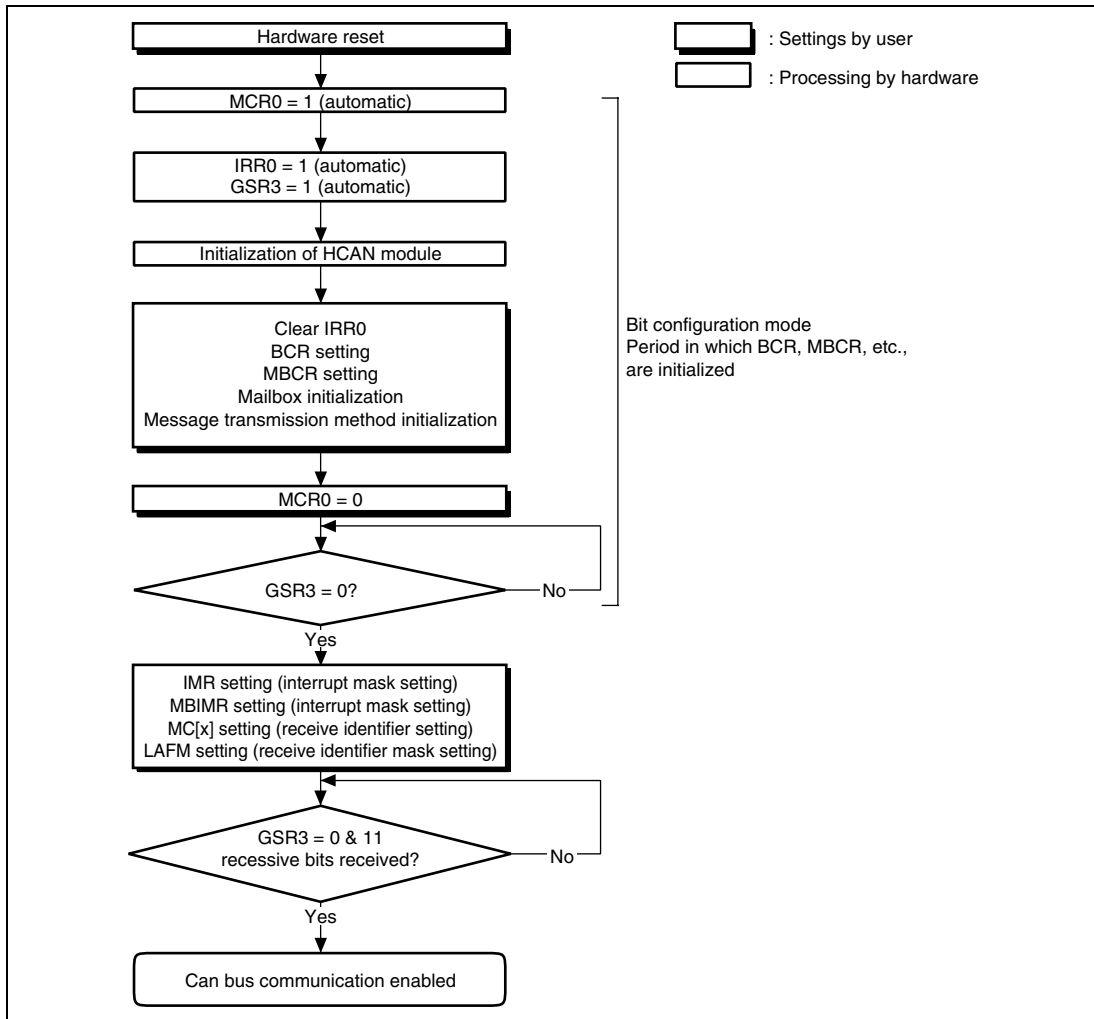 Hardware reset
: Settings by user
: Processing by hardware
MCR0 = 1 (automatic)
IRR0 = 1 (automatic)
GSR3 = 1 (automatic)
Initialization of HCAN module
Clear IRR0
BCR setting
MBCR setting
Mailbox initialization
Message transmission method initialization
Bit configuration mode
Period in which BCR, MBCR, etc.,
are initialized
MCR0 = 0
GSR3 = 0?
No
Yes
IMR setting (interrupt mask setting)
MBIMR setting (interrupt mask setting)
MC[x] setting (receive identifier setting)
LAFM setting (receive identifier mask setting)
GSR3 = 0 & 11
recessive bits received?
No
Yes
Can bus communication enabled